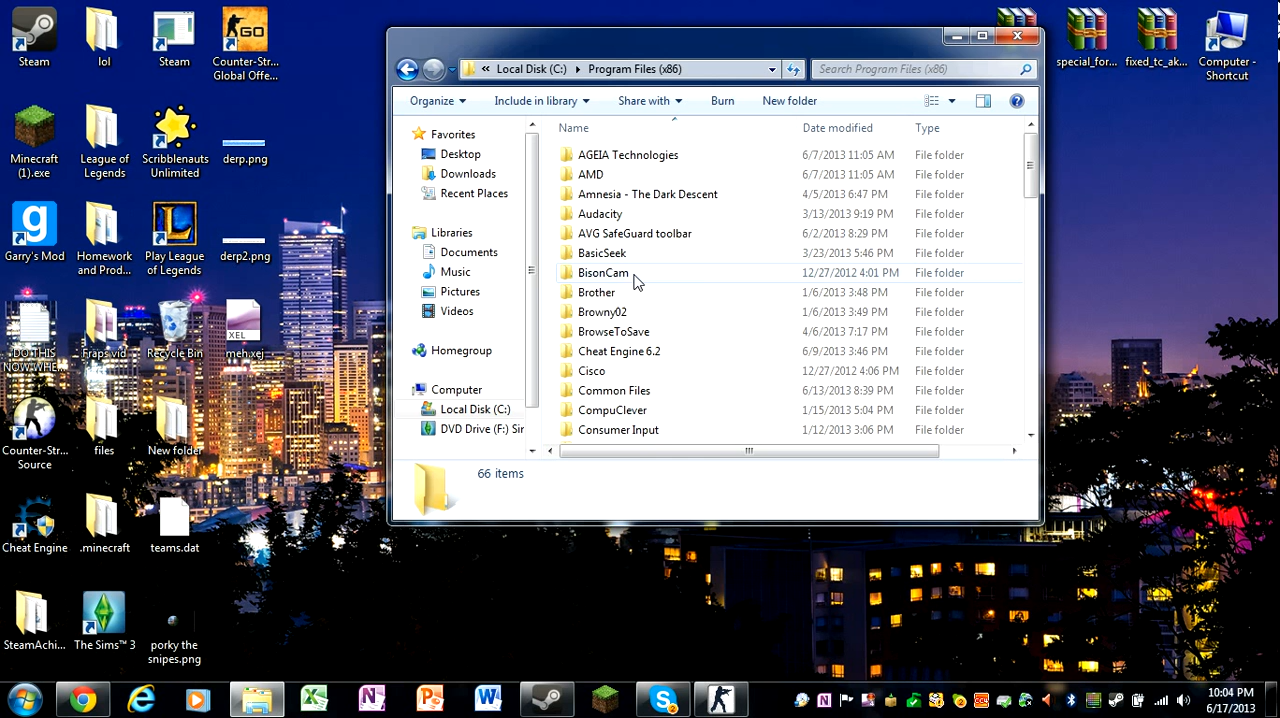 Steam
lol
Steam
Counter-Str...
Global Offe...
Minecraft
(1).exe
League of
Legends
Scribblenauts
Unlimited
derp.png
Garry's Mod
Homework
and Prod...
Play League
of Legends
derp2.png
DO THIS
NOW WHE...
Fraps vid
Recycle Bin
XEL
meh.xej
Counter-Str...
Source
files
New folder
Cheat Engine
.minecraft
teams.dat
SteamAchi...
The Sims™ 3
porky the
snipes.png
special_for...
fixed_tc_ak...
Computer -
Shortcut
« Local Disk (C:) ▸ Program Files (x86)
Search Program Files (x86)
Organize
Include in library
Share with
Burn
New folder
Favorites
Desktop
Downloads
Recent Places
Libraries
Documents
Music
Pictures
Videos
Homegroup
Computer
Local Disk (C:)
DVD Drive (F:) Sir
Name Date modified Type
AGEIA Technologies 6/7/2013 11:05 AM File folder
AMD 6/7/2013 11:05 AM File folder
Amnesia - The Dark Descent 4/5/2013 6:47 PM File folder
Audacity 3/13/2013 9:19 PM File folder
AVG SafeGuard toolbar 6/2/2013 8:29 PM File folder
BasicSeek 3/23/2013 5:46 PM File folder
BisonCam 12/27/2012 4:01 PM File folder
Brother 1/6/2013 3:48 PM File folder
Browny02 1/6/2013 3:49 PM File folder
BrowseToSave 4/6/2013 7:17 PM File folder
Cheat Engine 6.2 6/9/2013 3:46 PM File folder
Cisco 12/27/2012 4:06 PM File folder
Common Files 6/13/2013 8:39 PM File folder
CompuClever 1/15/2013 5:04 PM File folder
Consumer Input 1/12/2013 3:06 PM File folder
66 items
10:04 PM
6/17/2013